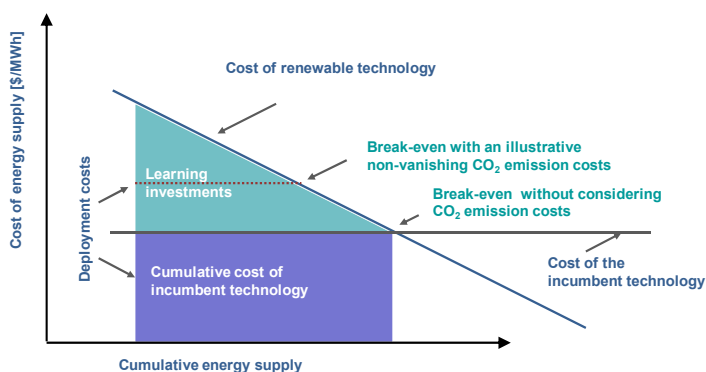 Cost of energy supply [$/MWh]
Deployment costs
Cost of renewable technology
Learning
investments
Break-even with an illustrative
non-vanishing CO₂ emission costs
Break-even without considering
CO₂ emission costs
Cumulative cost of
incumbent technology
Cost of the
incumbent technology
Cumulative energy supply